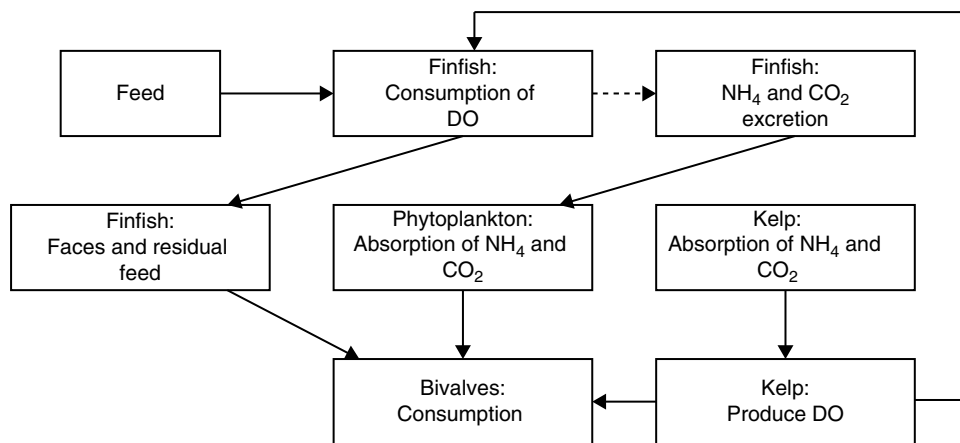 Feed
Finfish:
Consumption of
DO
Finfish:
NH₄ and CO₂
excretion
Finfish:
Faces and residual
feed
Phytoplankton:
Absorption of NH₄ and
CO₂
Kelp:
Absorption of NH₄ and
CO₂
Bivalves:
Consumption
Kelp:
Produce DO